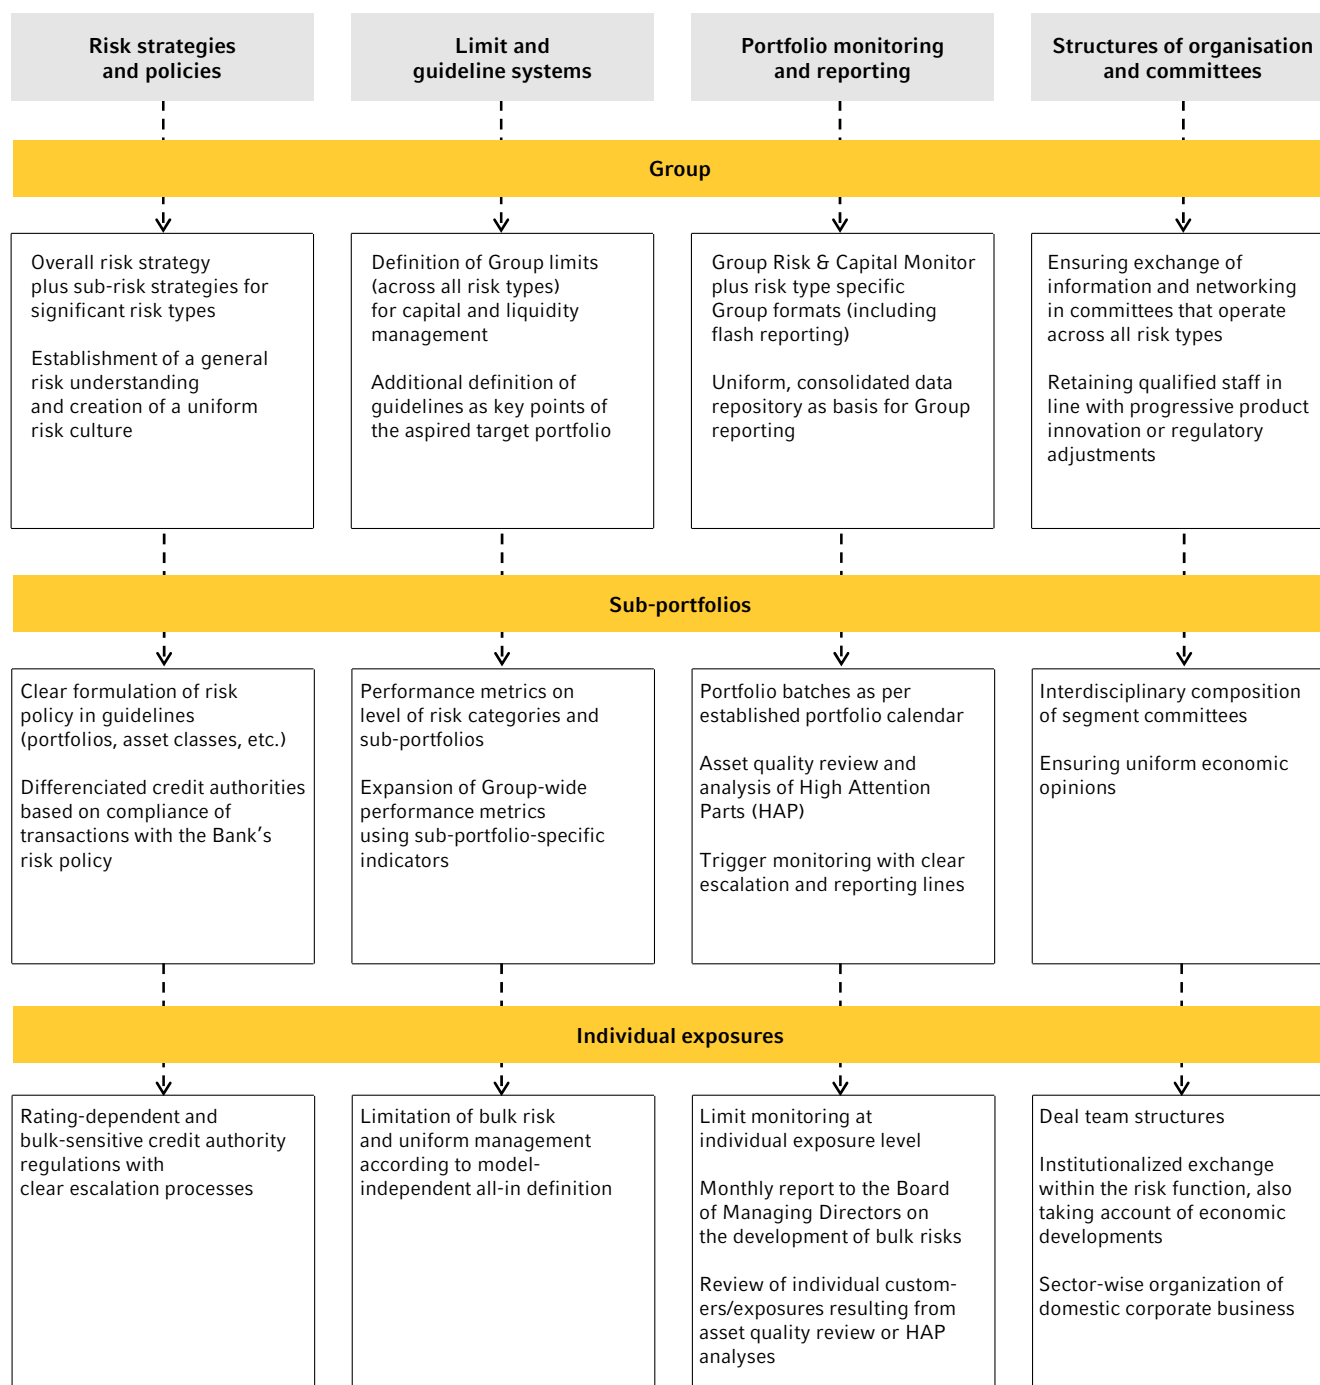 Risk strategies
and policies
Limit and
guideline systems
Portfolio monitoring
and reporting
Structures of organisation
and committees
Group
Overall risk strategy
plus sub-risk strategies for
significant risk types
Establishment of a general
risk understanding
and creation of a uniform
risk culture
Definition of Group limits
(across all risk types)
for capital and liquidity
management
Additional definition of
guidelines as key points of
the aspired target portfolio
Group Risk & Capital Monitor
plus risk type specific
Group formats (including
flash reporting)
Uniform, consolidated data
repository as basis for Group
reporting
Ensuring exchange of
information and networking
in committees that operate
across all risk types
Retaining qualified staff in
line with progressive product
innovation or regulatory
adjustments
Sub-portfolios
Clear formulation of risk
policy in guidelines
(portfolios, asset classes, etc.)
Differenciated credit authorities
based on compliance of
transactions with the Bank’s
risk policy
Performance metrics on
level of risk categories and
sub-portfolios
Expansion of Group-wide
performance metrics
using sub-portfolio-specific
indicators
Portfolio batches as per
established portfolio calendar
Asset quality review and
analysis of High Attention
Parts (HAP)
Trigger monitoring with clear
escalation and reporting lines
Interdisciplinary composition
of segment committees
Ensuring uniform economic
opinions
Individual exposures
Rating-dependent and
bulk-sensitive credit authority
regulations with
clear escalation processes
Limitation of bulk risk
and uniform management
according to model-
independent all-in definition
Limit monitoring at
individual exposure level
Monthly report to the Board
of Managing Directors on
the development of bulk risks
Review of individual custom-
ers/exposures resulting from
asset quality review or HAP
analyses
Deal team structures
Institutionalized exchange
within the risk function, also
taking account of economic
developments
Sector-wise organization of
domestic corporate business